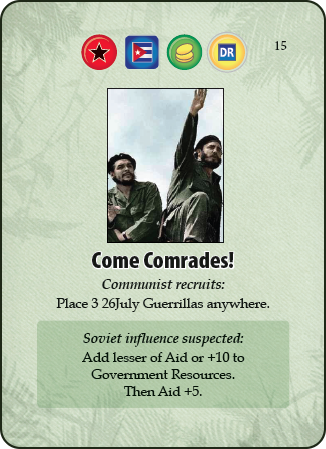 DR
15
Come Comrades!
Communist recruits:
Place 3 26July Guerrillas anywhere.
Soviet influence suspected:
Add lesser of Aid or +10 to
Government Resources.
Then Aid +5.